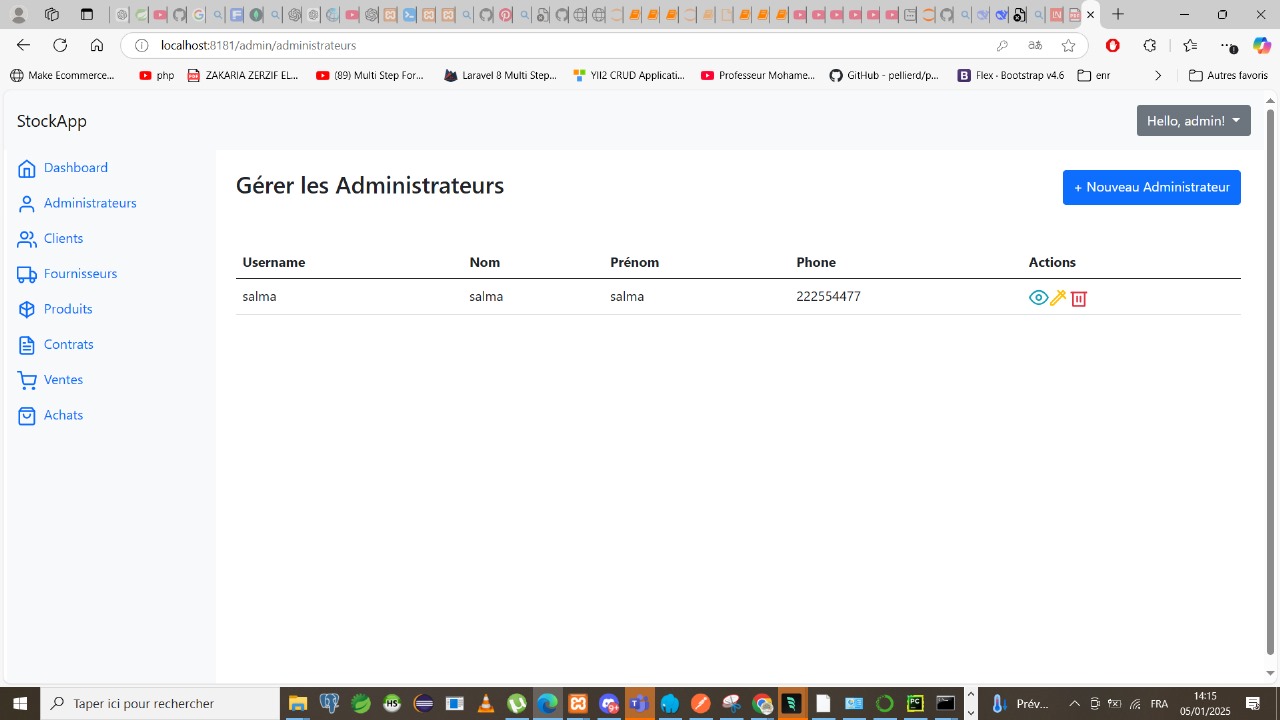 localhost:8181/admin/administrateurs
Make Ecommerce...
php
ZAKARIA ZERZIF EL...
(89) Multi Step For...
Laravel 8 Multi Step...
YII2 CRUD Applicati...
Professeur Mohame...
GitHub - pellierd/p...
Flex · Bootstrap v4.6
enr
Autres favoris
StockApp
Hello, admin!
Dashboard
Administrateurs
Clients
Fournisseurs
Produits
Contrats
Ventes
Achats
Gérer les Administrateurs
+ Nouveau Administrateur
Username Nom Prénom Phone Actions
salma salma salma 222554477
Taper ici pour rechercher
Prév...
FRA
14:15
05/01/2025